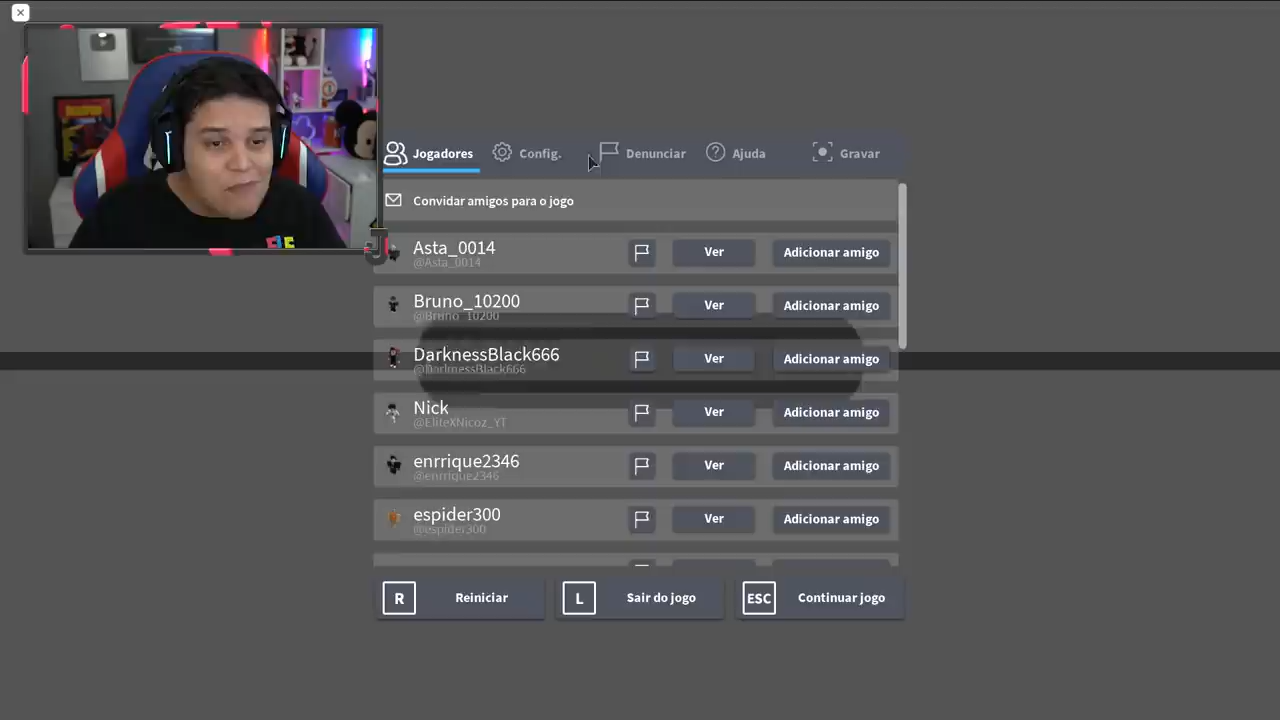 Jogadores
Config.
Denunciar
Ajuda
Gravar
Convidar amigos para o jogo
Asta_0014
@Asta_0014
Ver
Adicionar amigo
Bruno_10200
@Bruno_10200
Ver
Adicionar amigo
DarknessBlack666
@DarknessBlack666
Ver
Adicionar amigo
Nick
@EliteXNicoz_YT
Ver
Adicionar amigo
enrrique2346
@enrrique2346
Ver
Adicionar amigo
espider300
@espider300
Ver
Adicionar amigo
R
Reiniciar
L
Sair do jogo
ESC
Continuar jogo